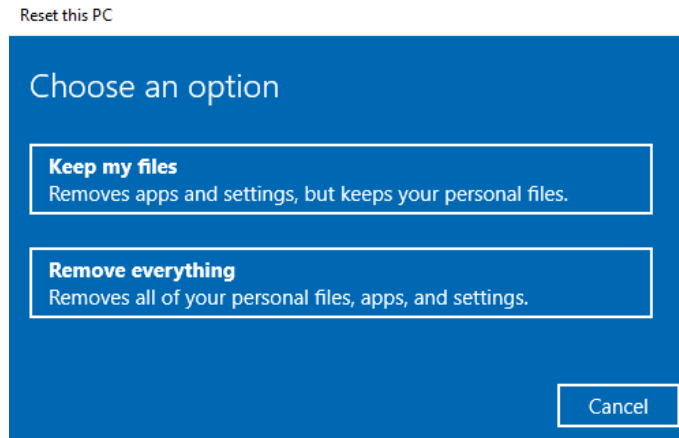 Reset this PC
Choose an option
Keep my files
Removes apps and settings, but keeps your personal files.
Remove everything
Removes all of your personal files, apps, and settings.
Cancel